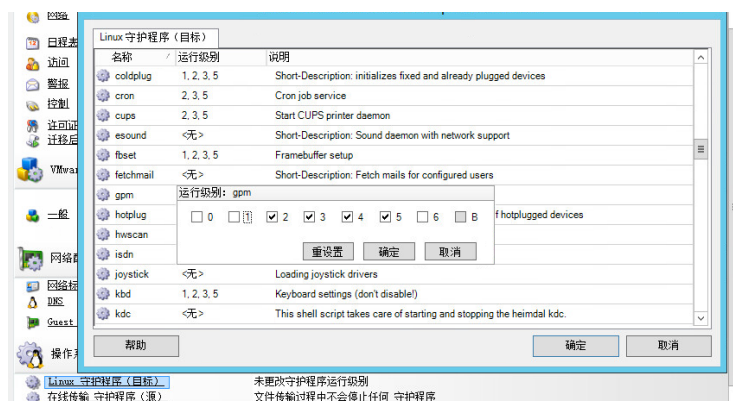 网络
日程表
访问
警报
控制
许可证
迁移后
VMwar
一般
网络
网络标
DNS
Guest
操作系
Linux 守护程序（目标）
名称 运行级别 说明
coldplug 1, 2, 3, 5 Short-Description: initializes fixed and already plugged devices
cron 2, 3, 5 Cron job service
cups 2, 3, 5 Start CUPS printer daemon
esound <无> Short-Description: Sound daemon with network support
fbset 1, 2, 3, 5 Framebuffer setup
fetchmail <无> Short-Description: Fetch mails for configured users
gpm
hotplug f hotplugged devices
hwscan
isdn
joystick <无> Loading joystick drivers
kbd 1, 2, 3, 5 Keyboard settings (don't disable!)
kdc <无> This shell script takes care of starting and stopping the heimdal kdc.
运行级别: gpm
0 1 2 3 4 5 6 B
重设置 确定 取消
帮助 确定 取消
Linux 守护程序（目标） 未更改守护程序运行级别
在线传输 守护程序（源） 文件传输过程中不会停止任何 守护程序